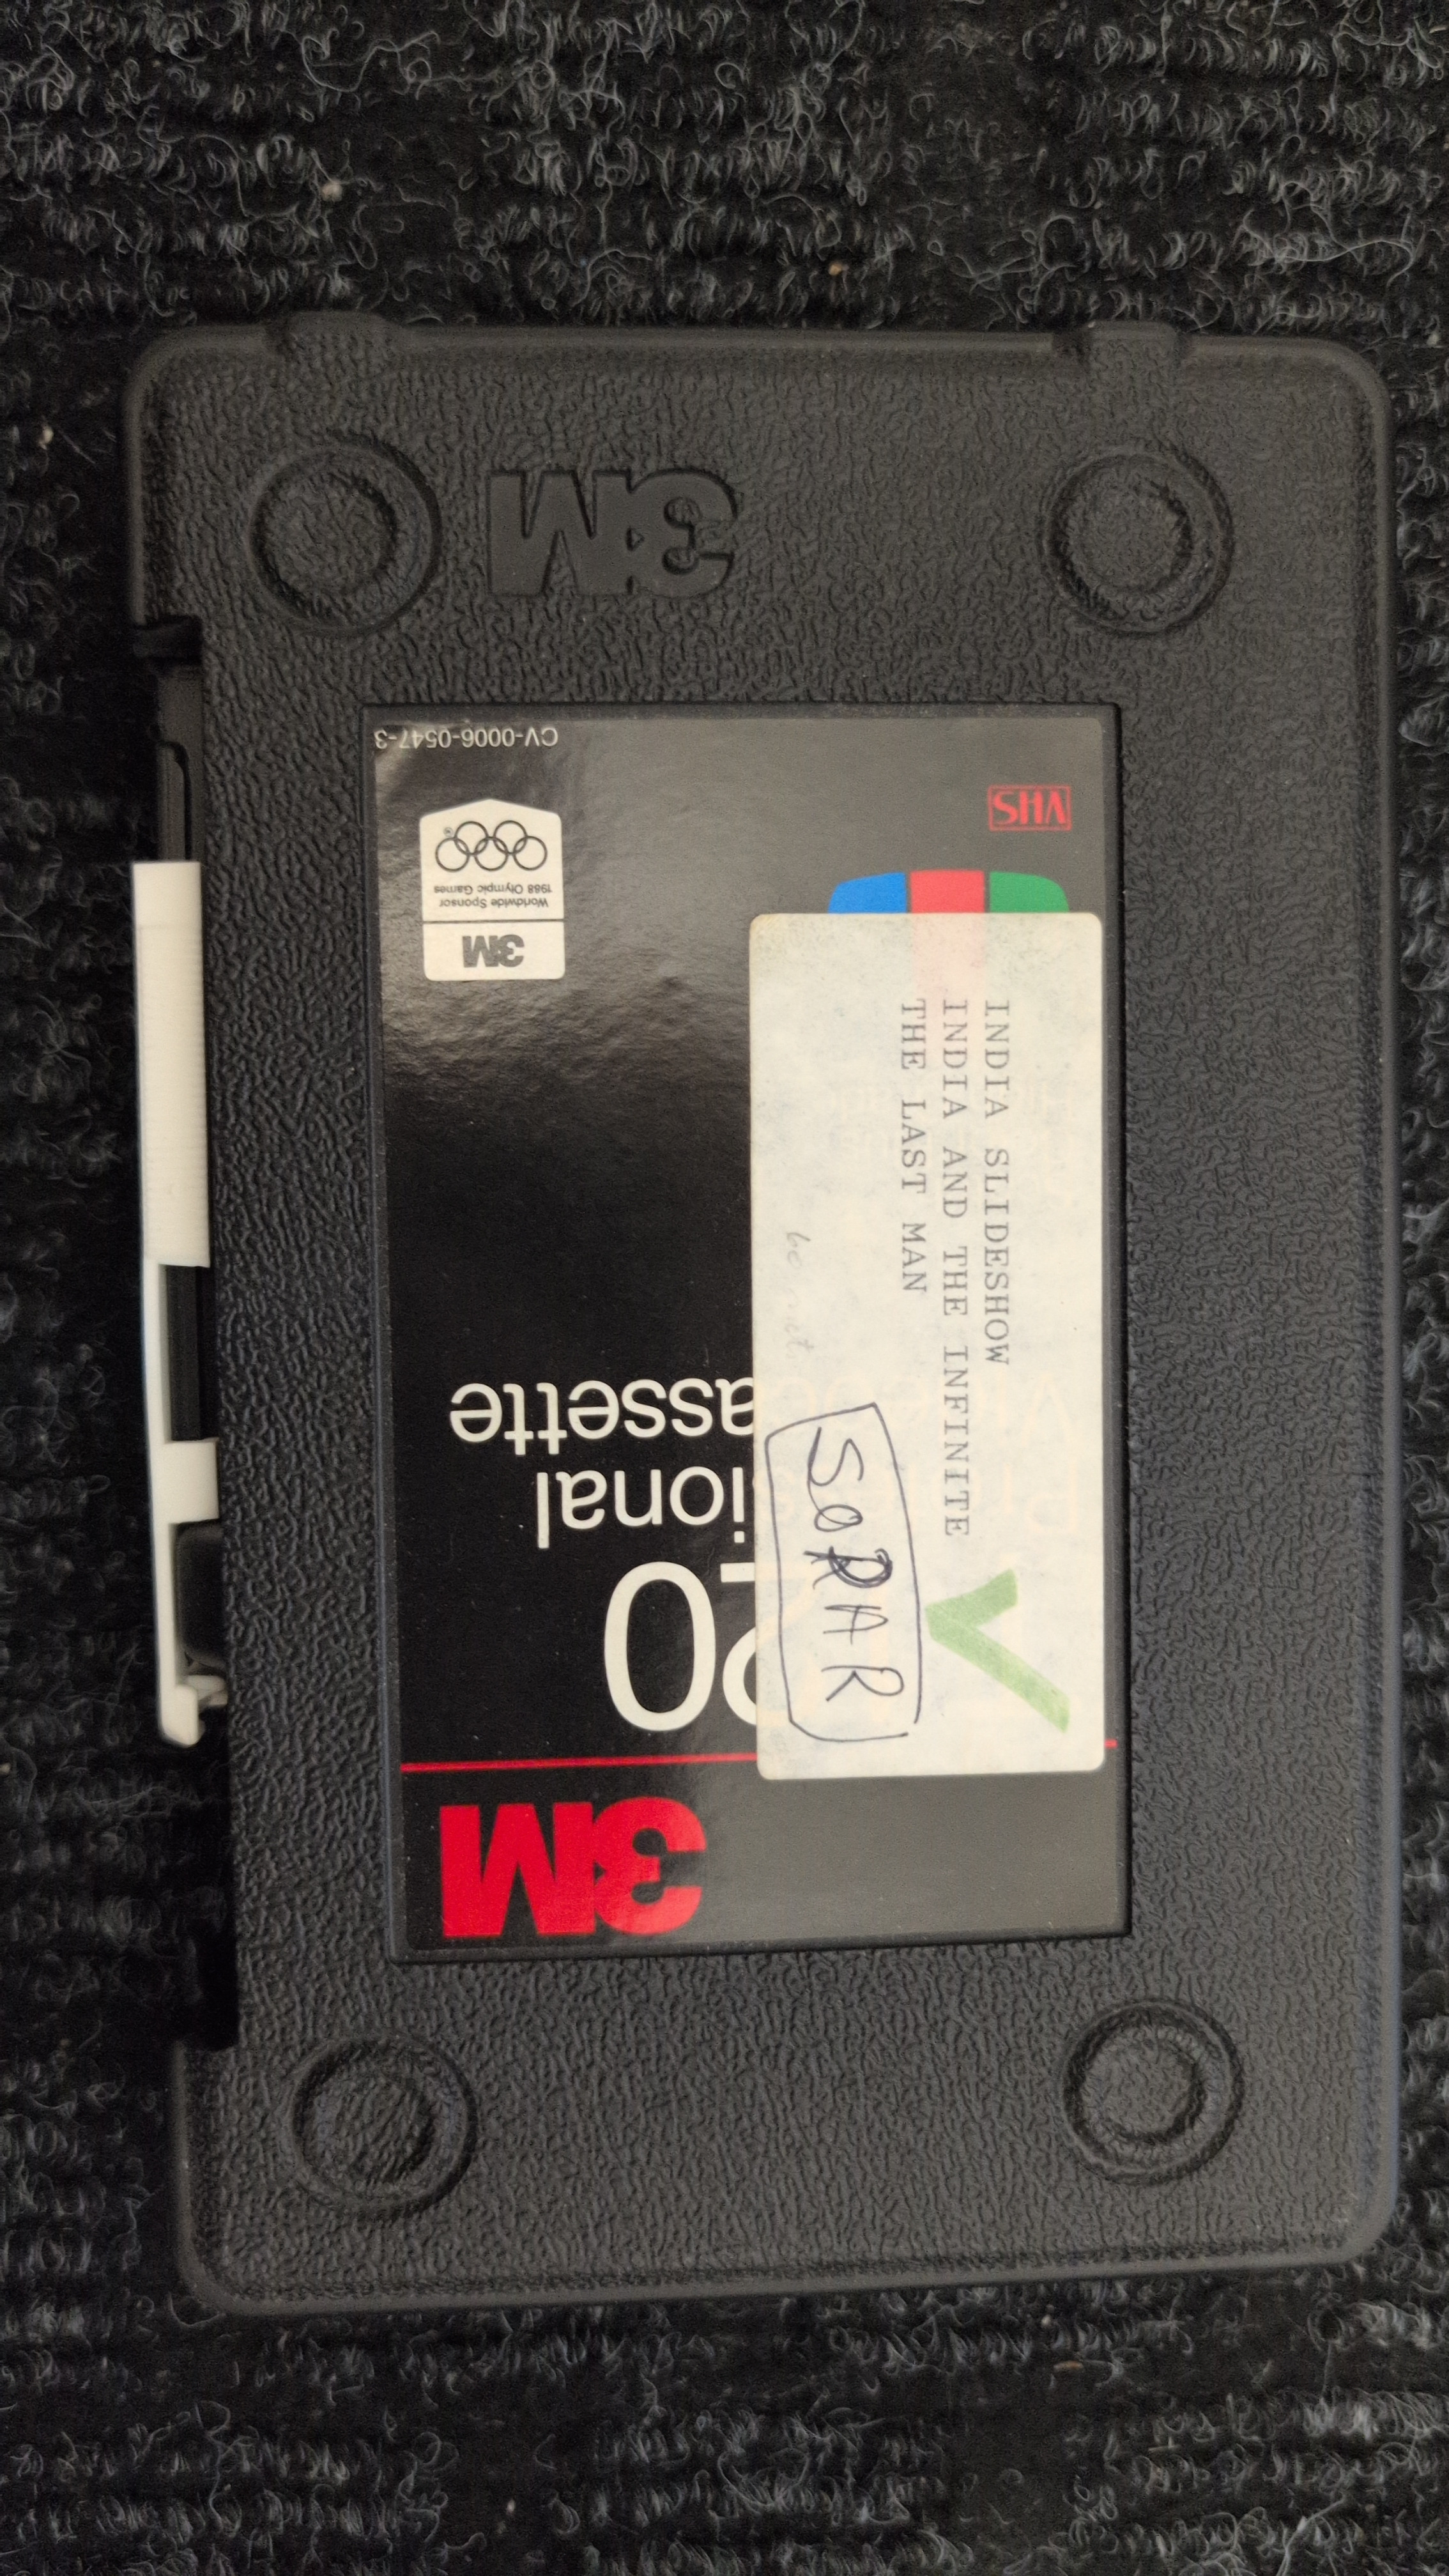 3M
CV-0006-0547-3
VHS
1988 Olympic Games
Worldwide Sponsor
3M
INDIA SLIDESHOW
INDIA AND THE INFINITE
THE LAST MAN
SORAR
assette
sional
20
3M